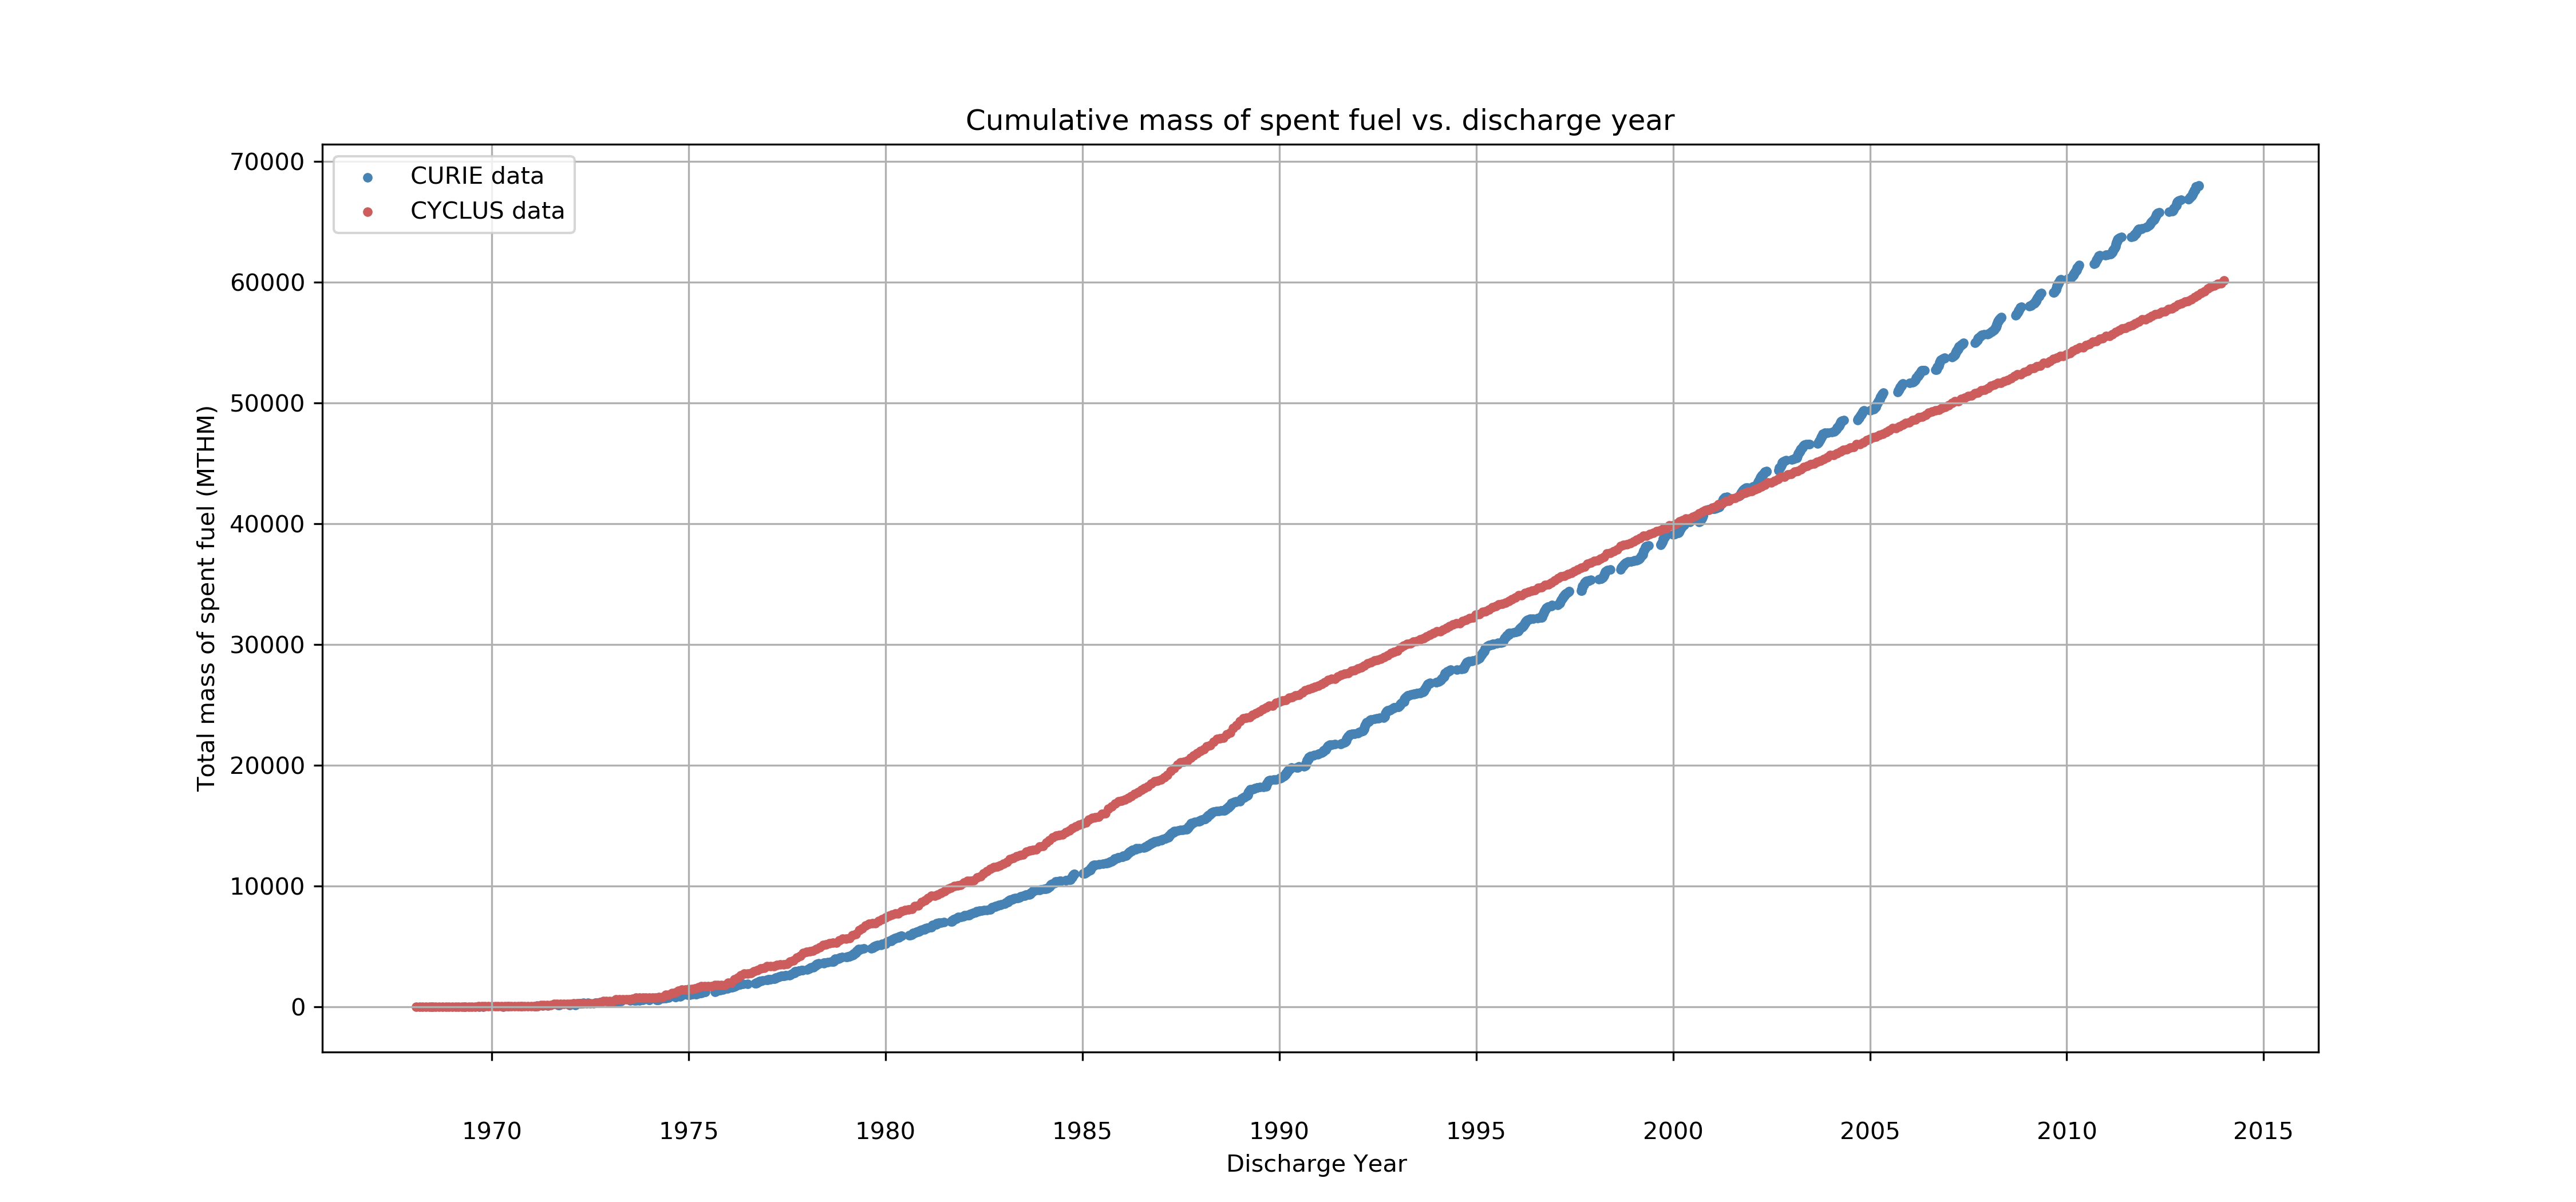 Cumulative mass of spent fuel vs. discharge year
CURIE data
CYCLUS data
Total mass of spent fuel (MTHM)
70000
60000
50000
40000
30000
20000
10000
0
1970 1975 1980 1985 1990 1995 2000 2005 2010 2015
Discharge Year